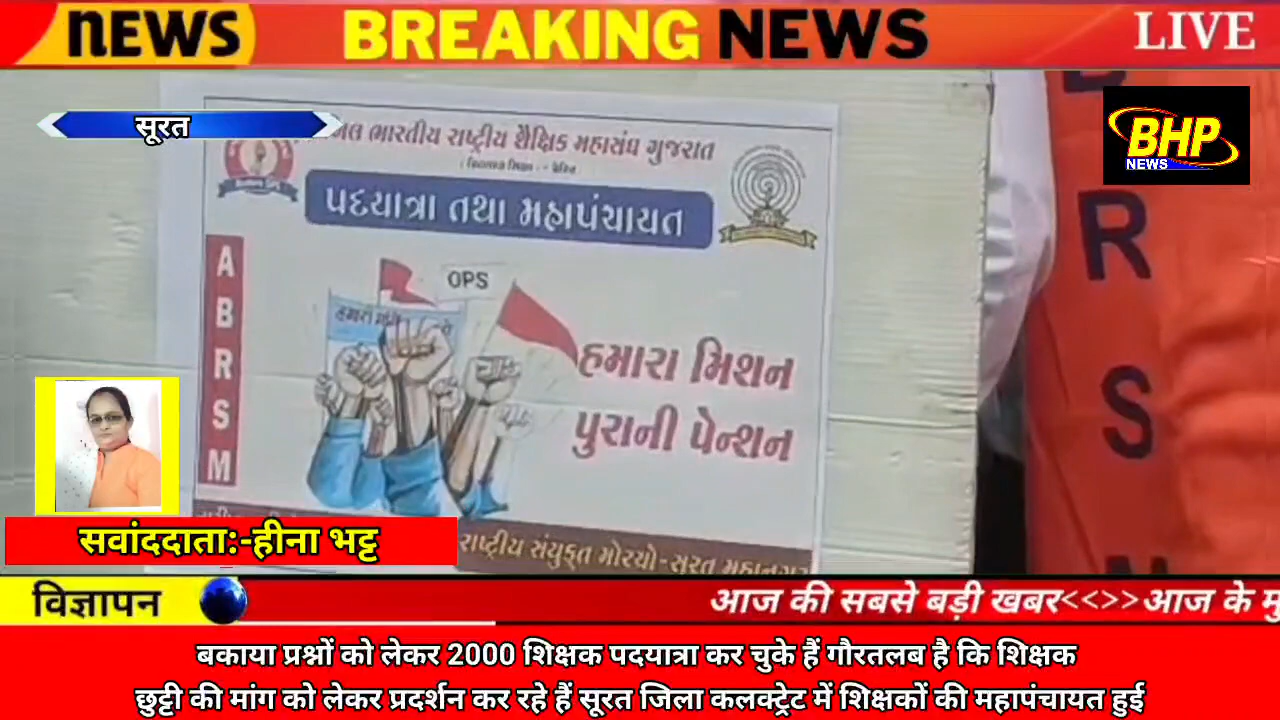 NEWS BREAKING NEWS LIVE
सूरत
BHP
NEWS
ભારતીય રાષ્ટ્રીય શૈક્ષિક મહાસંઘ ગુજરાત
પદયાત્રા તથા મહાપંચાયત
A
B
R
S
M
OPS
હમારા મિશન
પુરાની પેન્શન
રાષ્ટ્રીય સંયુક્ત મોરચો-સુરત
R
S
सवांददाता:-हीना भट्ट
विज्ञापन
आज की सबसे बड़ी खबर<<>>आज के
बकाया प्रश्नों को लेकर 2000 शिक्षक पदयात्रा कर चुके हैं गौरतलब है कि शिक्षक
छुट्टी की मांग को लेकर प्रदर्शन कर रहे हैं सूरत जिला कलक्ट्रेट में शिक्षकों की महापंचायत हुई